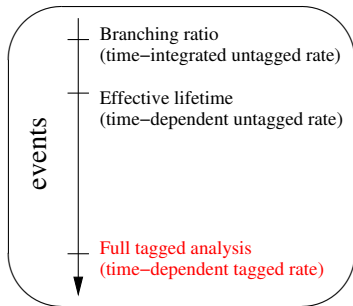 Branching ratio
(time−integrated untagged rate)
Effective lifetime
(time−dependent untagged rate)
events
Full tagged analysis
(time−dependent tagged rate)